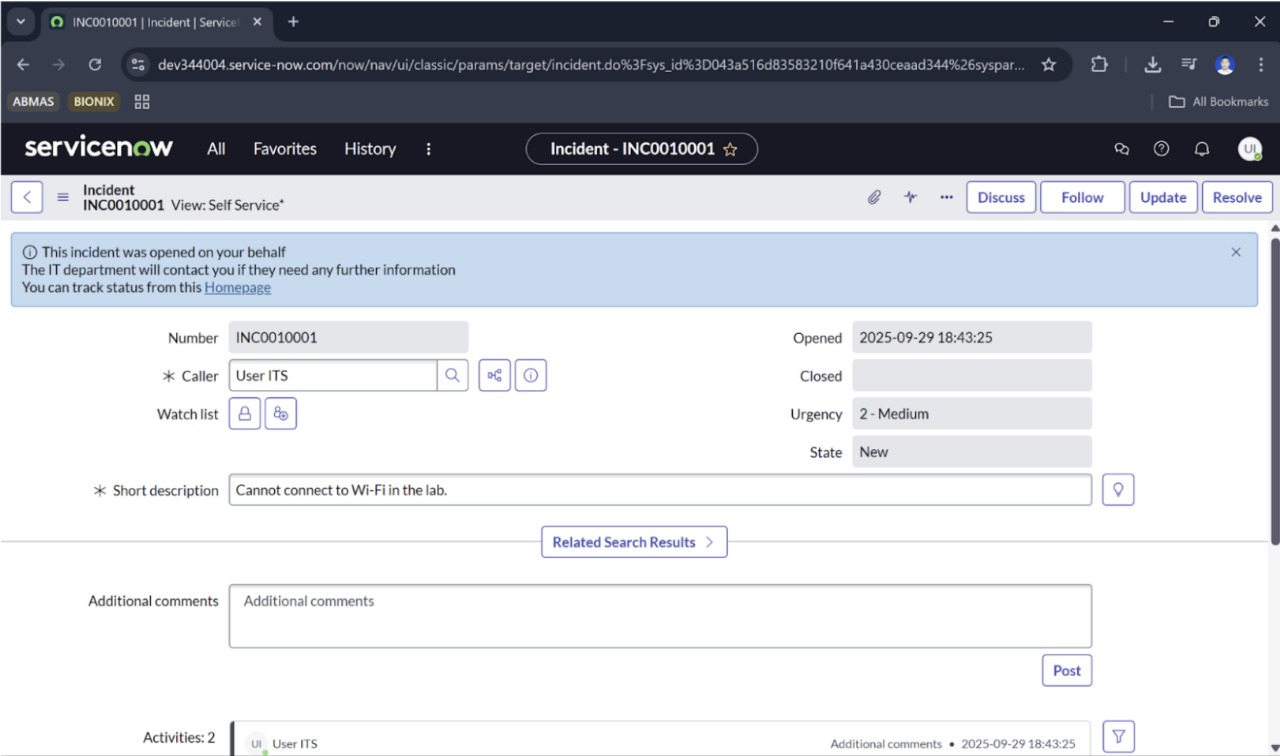 INC0010001 | Incident | Service
dev344004.service-now.com/now/nav/ui/classic/params/target/incident.do%3Fsys_id%3D043a516d83583210f641a430ceaad344%26syspar...
ABMAS BIONIX All Bookmarks
servicenow All Favorites History Incident - INC0010001 UI
Incident
INC0010001 View: Self Service*
Discuss Follow Update Resolve
This incident was opened on your behalf
The IT department will contact you if they need any further information
You can track status from this Homepage
Number INC0010001 Opened 2025-09-29 18:43:25
* Caller User ITS Closed
Watch list Urgency 2 - Medium
State New
* Short description Cannot connect to Wi-Fi in the lab.
Related Search Results
Additional comments Additional comments
Post
Activities: 2 UI User ITS Additional comments • 2025-09-29 18:43:25